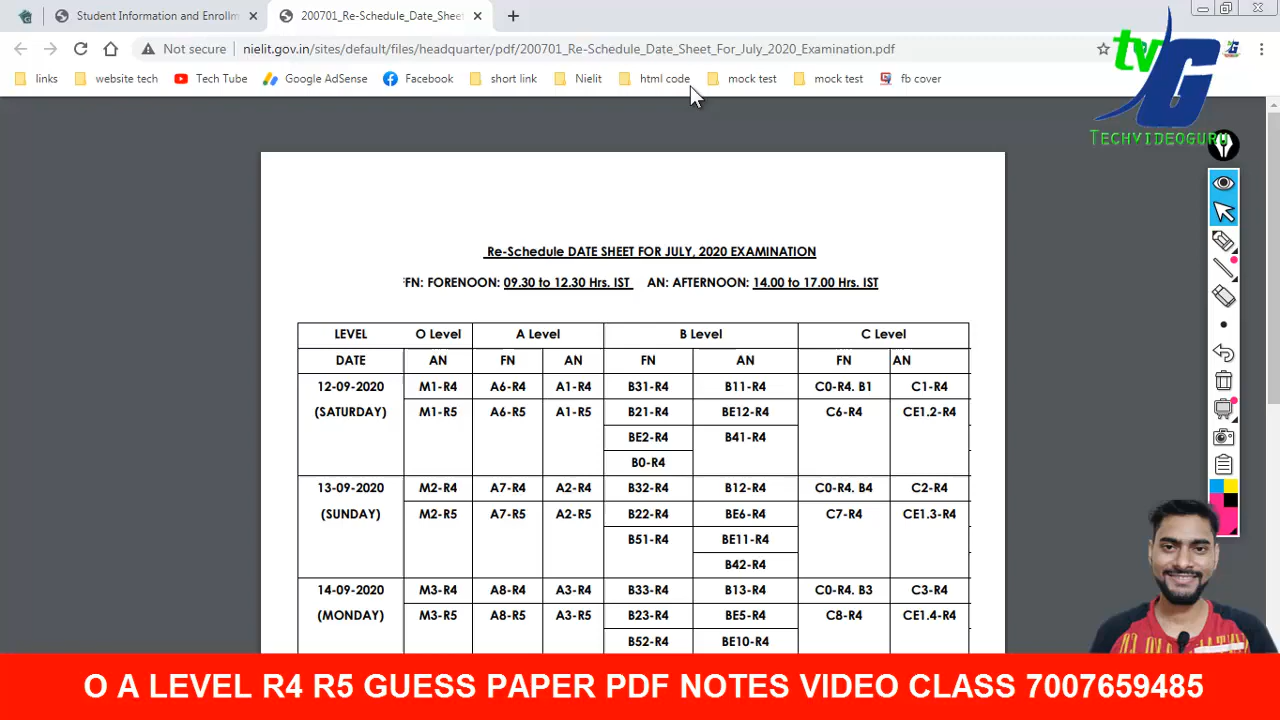 Student Information and Enrollm
200701_Re-Schedule_Date_Sheet
Not secure
nielit.gov.in/sites/default/files/headquarter/pdf/200701_Re-Schedule_Date_Sheet_For_July_2020_Examination.pdf
links
website tech
Tech Tube
Google AdSense
Facebook
short link
Nielit
html code
mock test
mock test
fb cover
tv G
TECHVIDEOGURU
Re-Schedule DATE SHEET FOR JULY, 2020 EXAMINATION
FN: FORENOON: 09.30 to 12.30 Hrs. IST AN: AFTERNOON: 14.00 to 17.00 Hrs. IST
LEVEL O Level A Level B Level C Level
DATE AN FN AN FN AN FN AN
12-09-2020 M1-R4 A6-R4 A1-R4 B31-R4 B11-R4 C0-R4. B1 C1-R4
(SATURDAY) M1-R5 A6-R5 A1-R5 B21-R4 BE12-R4 C6-R4 CE1.2-R4
BE2-R4 B41-R4
B0-R4
13-09-2020 M2-R4 A7-R4 A2-R4 B32-R4 B12-R4 C0-R4. B4 C2-R4
(SUNDAY) M2-R5 A7-R5 A2-R5 B22-R4 BE6-R4 C7-R4 CE1.3-R4
B51-R4 BE11-R4
B42-R4
14-09-2020 M3-R4 A8-R4 A3-R4 B33-R4 B13-R4 C0-R4. B3 C3-R4
(MONDAY) M3-R5 A8-R5 A3-R5 B23-R4 BE5-R4 C8-R4 CE1.4-R4
B52-R4 BE10-R4
O A LEVEL R4 R5 GUESS PAPER PDF NOTES VIDEO CLASS 7007659485